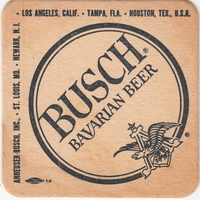 • LOS ANGELES, CALIF. • TAMPA, FLA. • HOUSTON, TEX., U.S.A.
ANHEUSER-BUSCH, INC. • ST. LOUIS, MO. • NEWARK, N.J.
BUSCH®
BAVARIAN BEER